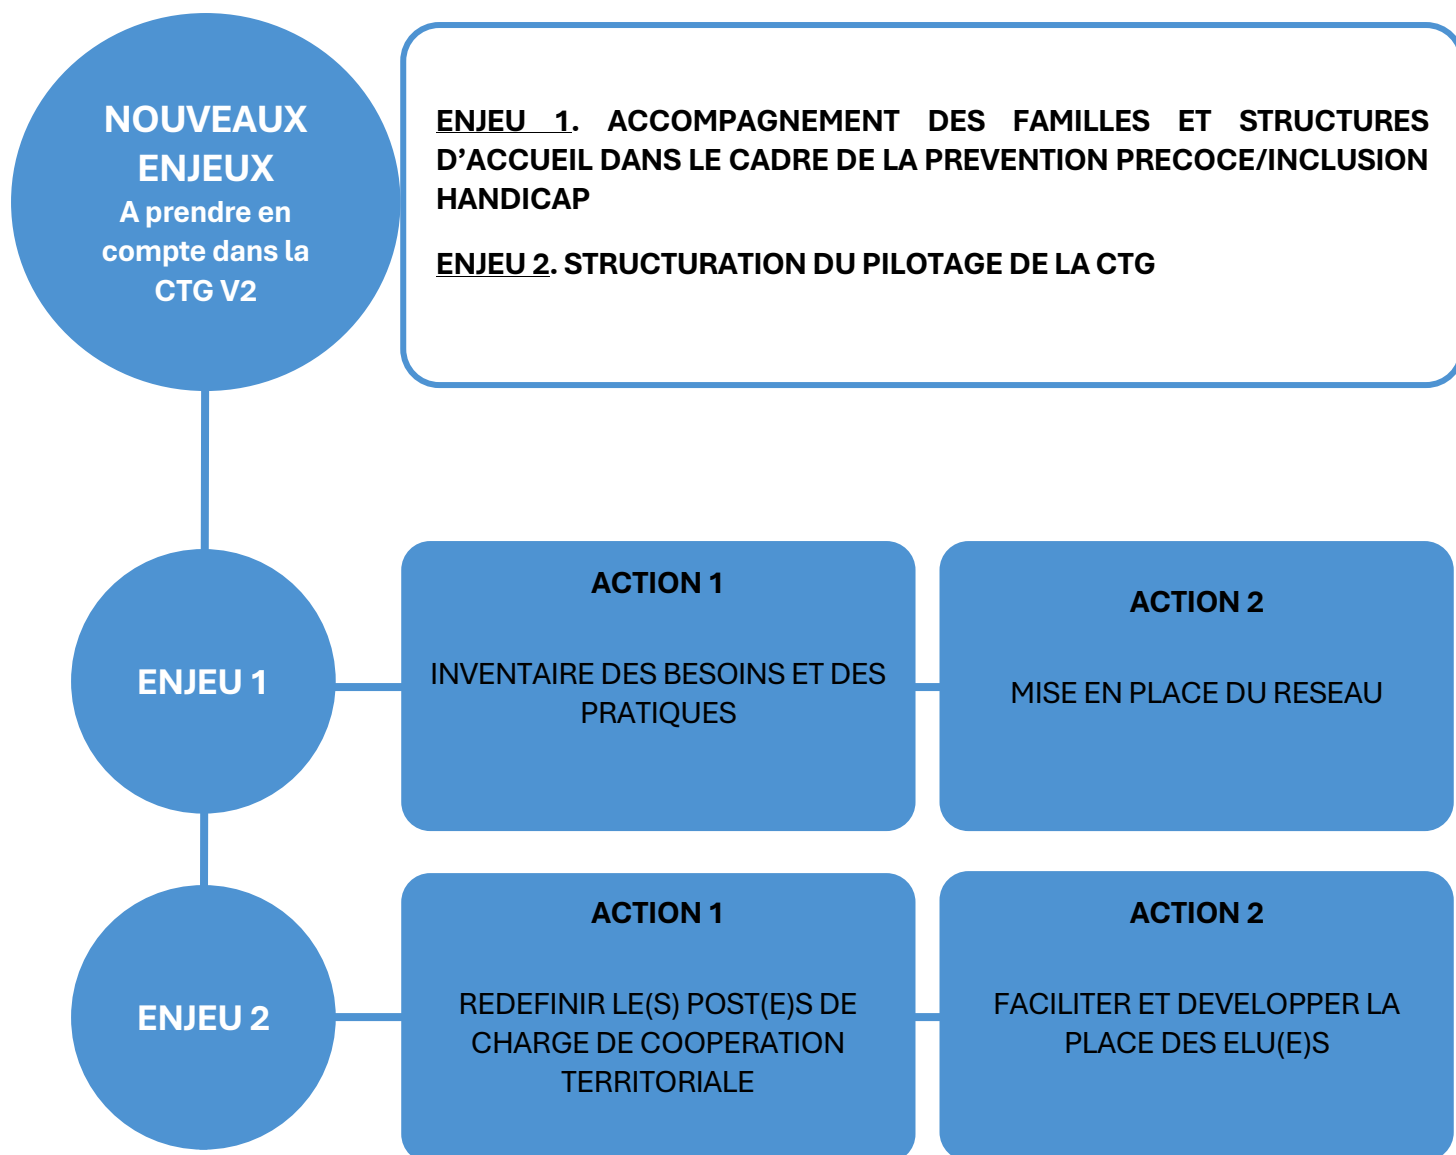 NOUVEAUX
ENJEUX
A prendre en
compte dans la
CTG V2
ENJEU 1. ACCOMPAGNEMENT DES FAMILLES ET STRUCTURES
D’ACCUEIL DANS LE CADRE DE LA PREVENTION PRECOCE/INCLUSION
HANDICAP
ENJEU 2. STRUCTURATION DU PILOTAGE DE LA CTG
ENJEU 1
ACTION 1
INVENTAIRE DES BESOINS ET DES
PRATIQUES
ACTION 2
MISE EN PLACE DU RESEAU
ENJEU 2
ACTION 1
REDEFINIR LE(S) POST(E)S DE
CHARGE DE COOPERATION
TERRITORIALE
ACTION 2
FACILITER ET DEVELOPPER LA
PLACE DES ELU(E)S